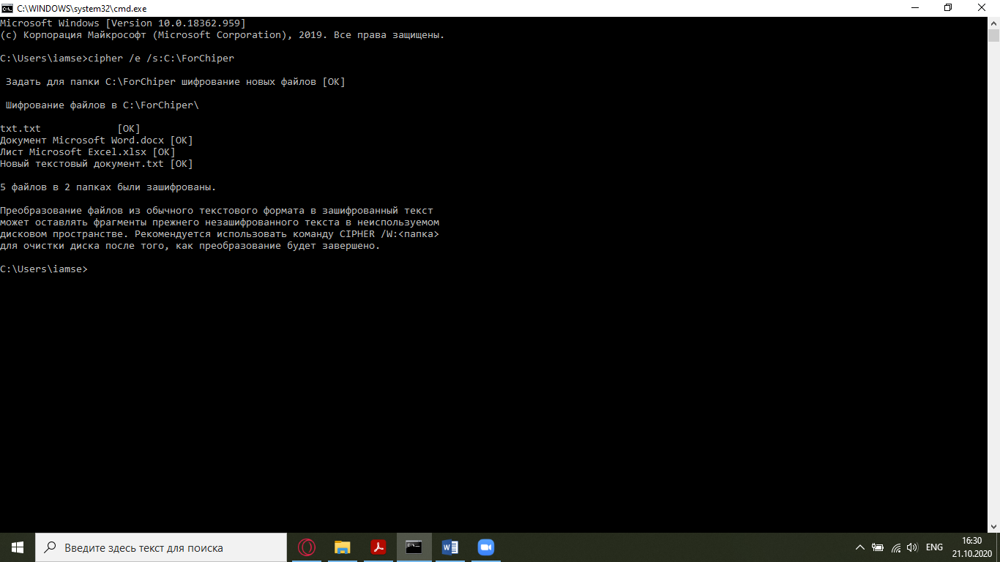 C:\WINDOWS\system32\cmd.exe
Microsoft Windows [Version 10.0.18362.959]
(c) Корпорация Майкрософт (Microsoft Corporation), 2019. Все права защищены.
C:\Users\iamse>cipher /e /s:C:\ForChiper
Задать для папки C:\ForChiper шифрование новых файлов [OK]
Шифрование файлов в C:\ForChiper\
txt.txt             [OK]
Документ Microsoft Word.docx [OK]
Лист Microsoft Excel.xlsx [OK]
Новый текстовый документ.txt [OK]
5 файлов в 2 папках были зашифрованы.
Преобразование файлов из обычного текстового формата в зашифрованный текст
может оставлять фрагменты прежнего незашифрованного текста в неиспользуемом
дисковом пространстве. Рекомендуется использовать команду CIPHER /W:<папка>
для очистки диска после того, как преобразование будет завершено.
C:\Users\iamse>
Введите здесь текст для поиска
ENG
16:30
21.10.2020